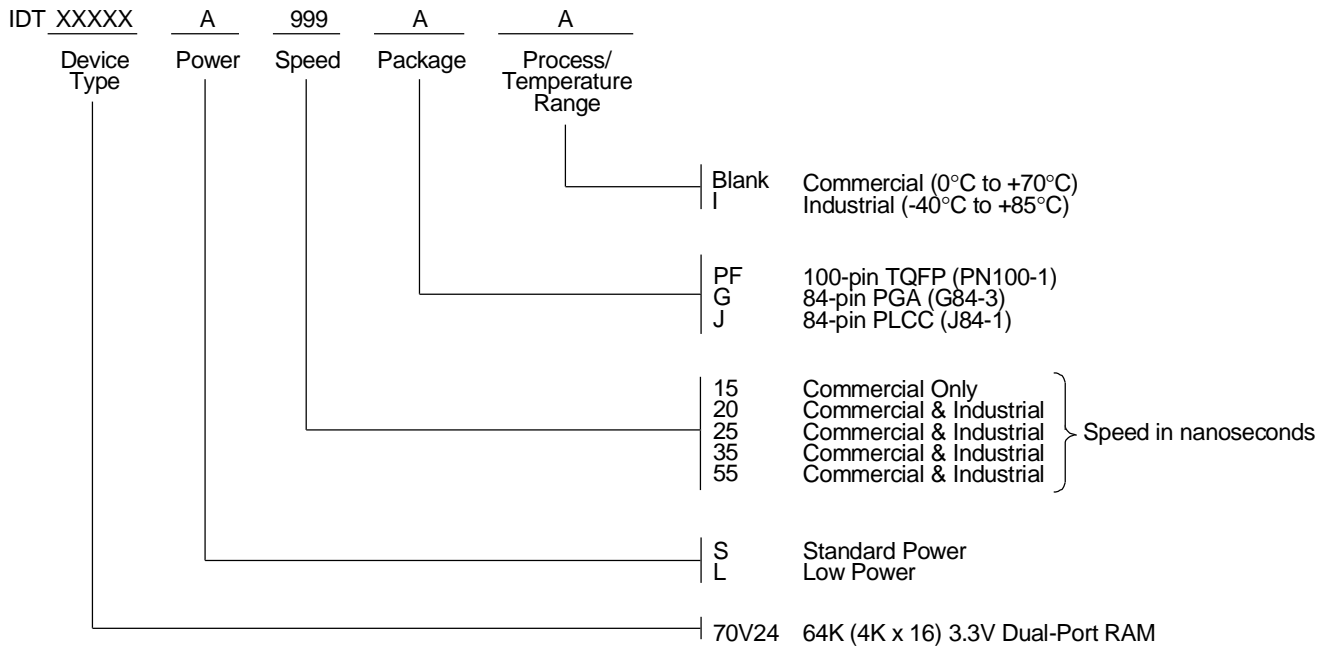 IDT XXXXX A 999 A A
Device Type Power Speed Package Process/ Temperature Range
Blank Commercial (0°C to +70°C)
I Industrial (-40°C to +85°C)
PF 100-pin TQFP (PN100-1)
G 84-pin PGA (G84-3)
J 84-pin PLCC (J84-1)
15 Commercial Only
20 Commercial & Industrial
25 Commercial & Industrial
35 Commercial & Industrial
55 Commercial & Industrial
Speed in nanoseconds
S Standard Power
L Low Power
70V24 64K (4K x 16) 3.3V Dual-Port RAM